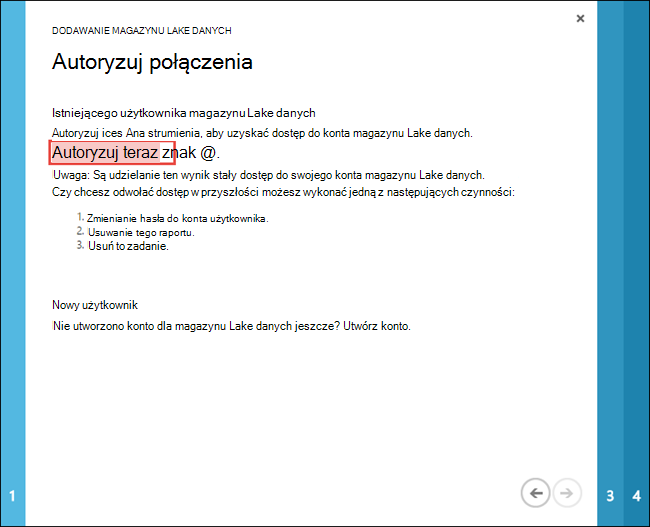 DODAWANIE MAGAZYNU LAKE DANYCH
Autoryzuj połączenia
Istniejącego użytkownika magazynu Lake danych
Autoryzuj ices Ana strumienia, aby uzyskać dostęp do konta magazynu Lake danych.
Autoryzuj teraz znak @.
Uwaga: Są udzielanie ten wynik stały dostęp do swojego konta magazynu Lake danych.
Czy chcesz odwołać dostęp w przyszłości możesz wykonać jedną z następujących czynności:
1. Zmienianie hasła do konta użytkownika.
2. Usuwanie tego raportu.
3. Usuń to zadanie.
Nowy użytkownik
Nie utworzono konto dla magazynu Lake danych jeszcze? Utwórz konto.
1
3
4